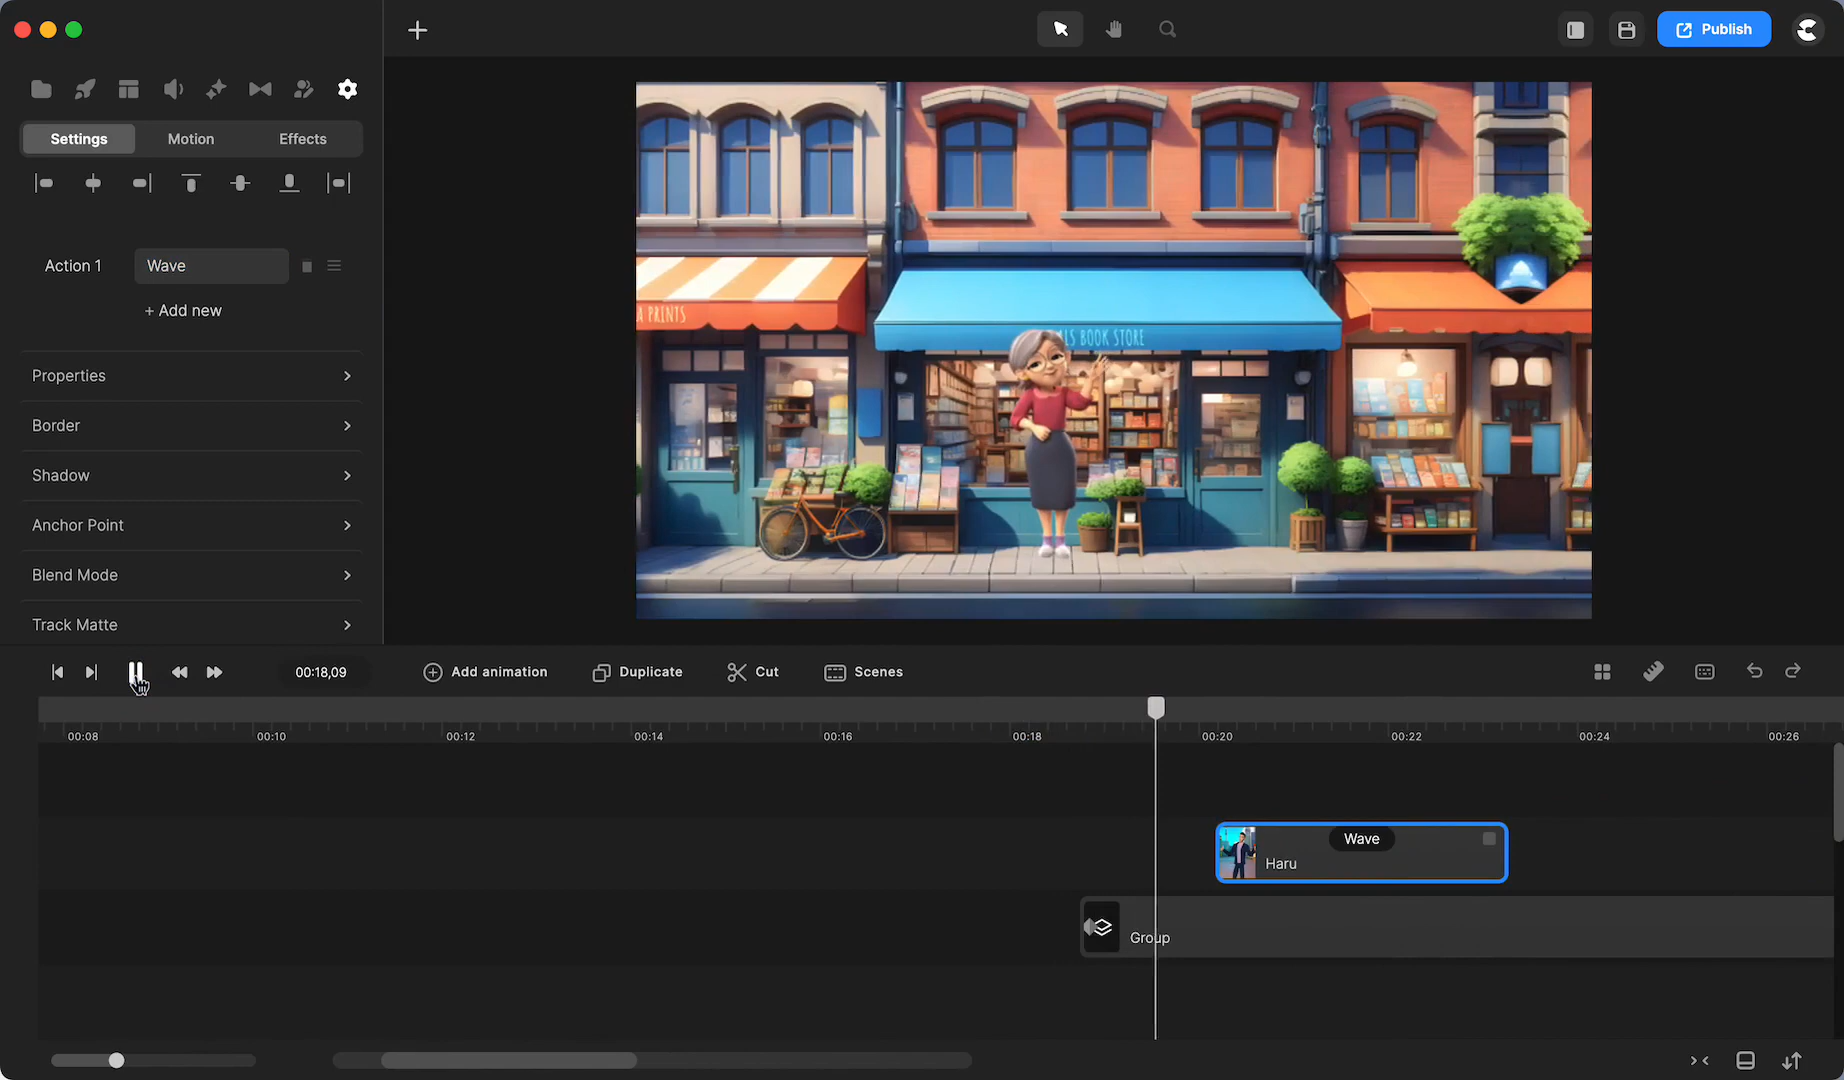 Publish
Settings
Motion
Effects
Action 1
Wave
+ Add new
A PRINTS
LS BOOK STORE
Properties
Border
Shadow
Anchor Point
Blend Mode
Track Matte
00:18,09
Add animation
Duplicate
Cut
Scenes
00:08
00:10
00:12
00:14
00:16
00:18
00:20
00:22
00:24
00:26
Wave
Haru
Group